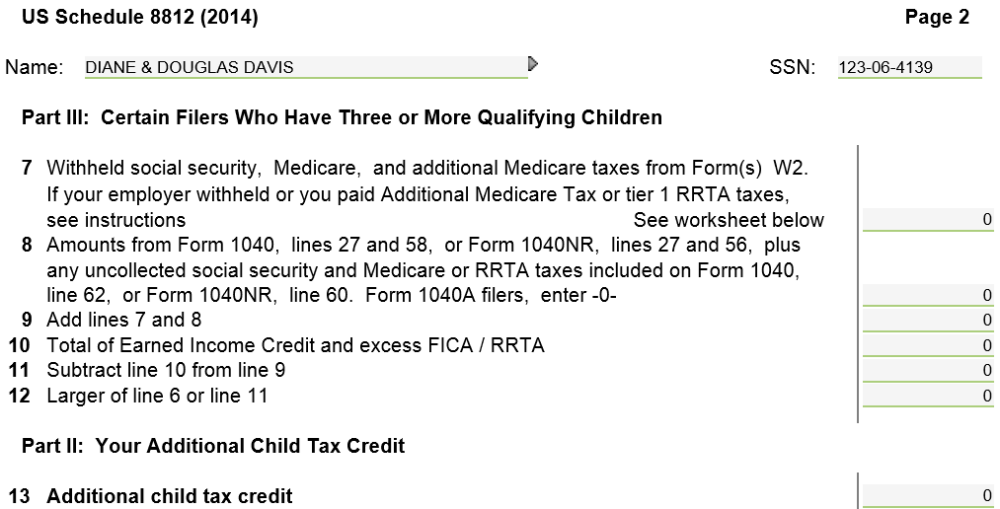 US Schedule 8812 (2014) Page 2
Name: DIANE & DOUGLAS DAVIS SSN: 123-06-4139
Part III: Certain Filers Who Have Three or More Qualifying Children
7 Withheld social security, Medicare, and additional Medicare taxes from Form(s) W2.
If your employer withheld or you paid Additional Medicare Tax or tier 1 RRTA taxes,
see instructions See worksheet below 0
8 Amounts from Form 1040, lines 27 and 58, or Form 1040NR, lines 27 and 56, plus
any uncollected social security and Medicare or RRTA taxes included on Form 1040,
line 62, or Form 1040NR, line 60. Form 1040A filers, enter -0- 0
9 Add lines 7 and 8 0
10 Total of Earned Income Credit and excess FICA / RRTA 0
11 Subtract line 10 from line 9 0
12 Larger of line 6 or line 11 0
Part II: Your Additional Child Tax Credit
13 Additional child tax credit 0